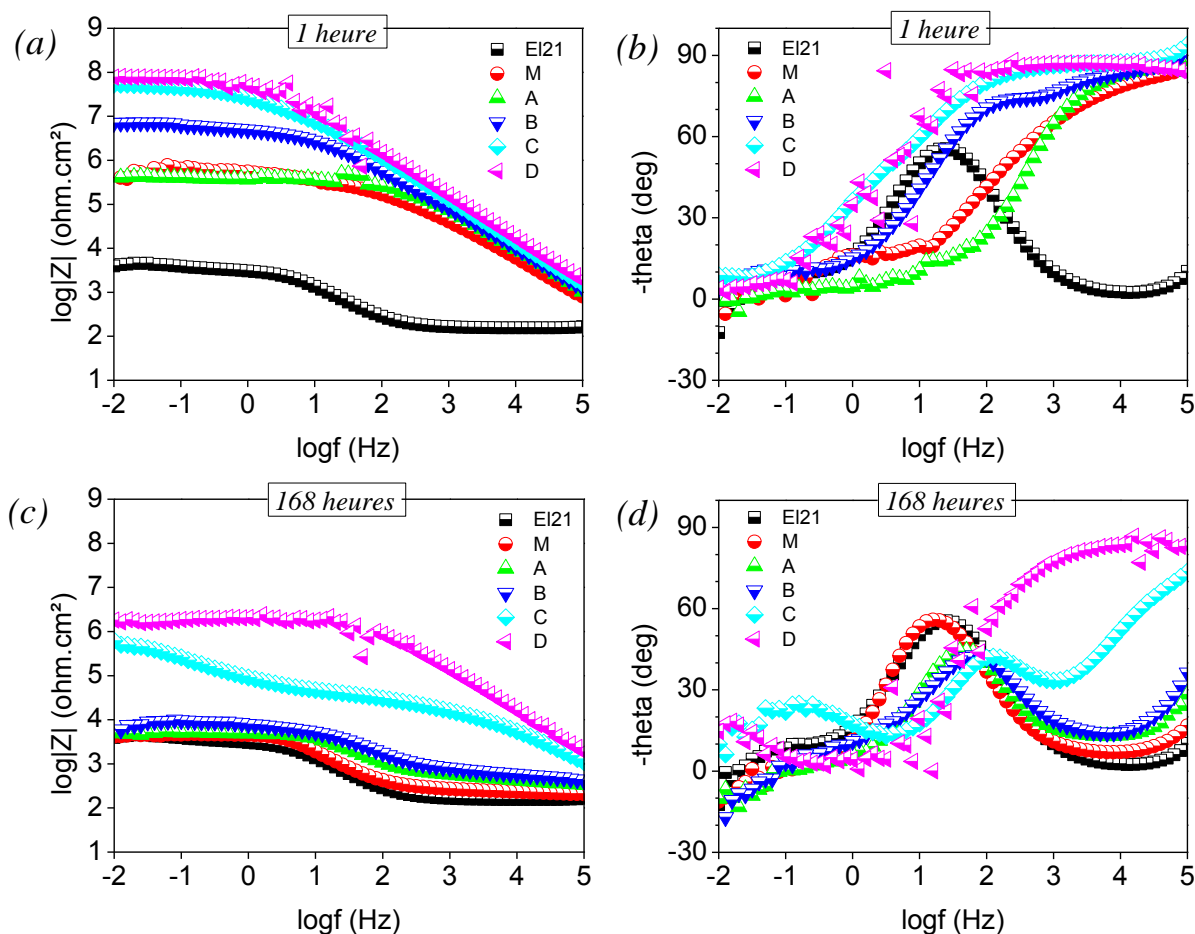 (a)
1 heure
log|Z| (ohm.cm²)
9
8
7
6
5
4
3
2
1
-2 -1 0 1 2 3 4 5
logf (Hz)
El21
M
A
B
C
D
(b)
1 heure
-theta (deg)
90
60
30
0
-30
-2 -1 0 1 2 3 4 5
logf (Hz)
El21
M
A
B
C
D
(c)
168 heures
log|Z| (ohm.cm²)
9
8
7
6
5
4
3
2
1
-2 -1 0 1 2 3 4 5
logf (Hz)
El21
M
A
B
C
D
(d)
168 heures
-theta (deg)
90
60
30
0
-30
-2 -1 0 1 2 3 4 5
logf (Hz)
El21
M
A
B
C
D